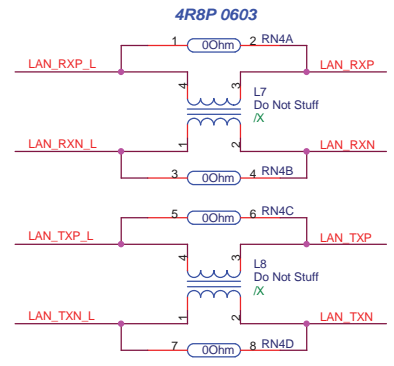 4R8P 0603
1 0Ohm 2 RN4A
LAN_RXP_L LAN_RXP
4 3 L7
Do Not Stuff
/X
LAN_RXN_L 1 2 LAN_RXN
3 0Ohm 4 RN4B
5 0Ohm 6 RN4C
LAN_TXP_L LAN_TXP
4 3 L8
Do Not Stuff
/X
LAN_TXN_L 1 2 LAN_TXN
7 0Ohm 8 RN4D